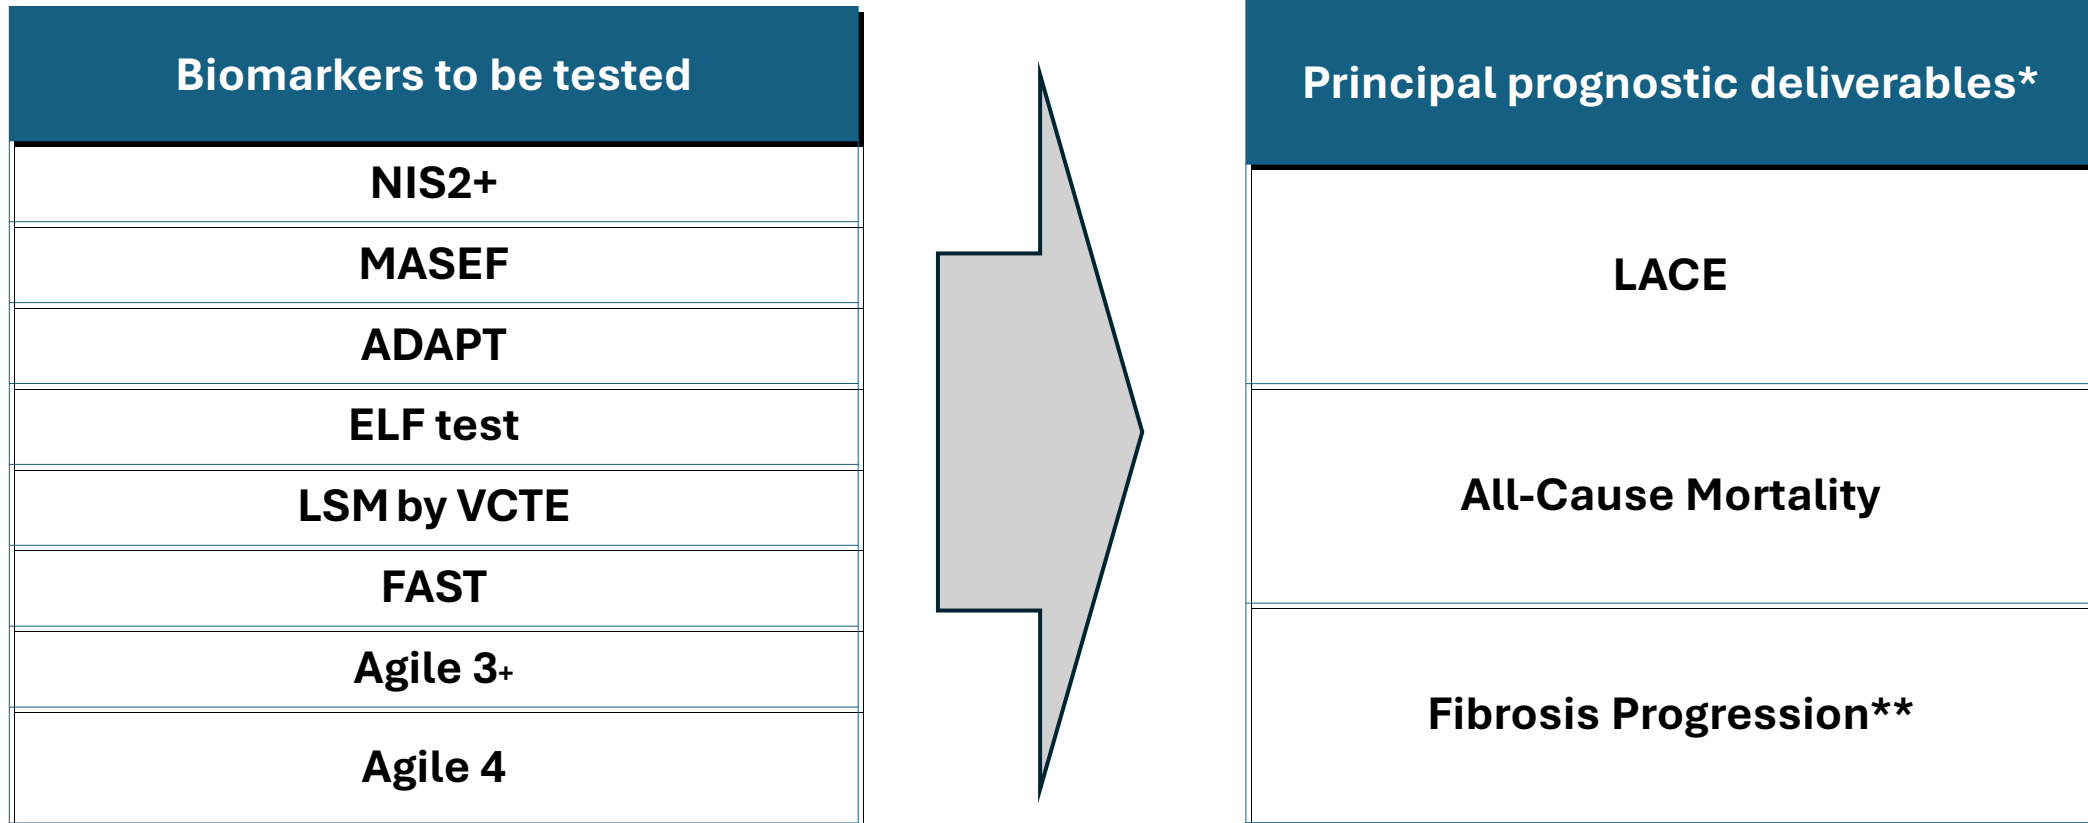 Biomarkers to be tested
NIS2+
MASEF
ADAPT
ELF test
LSM by VCTE
FAST
Agile 3+
Agile 4
Principal prognostic deliverables*
LACE
All-Cause Mortality
Fibrosis Progression**